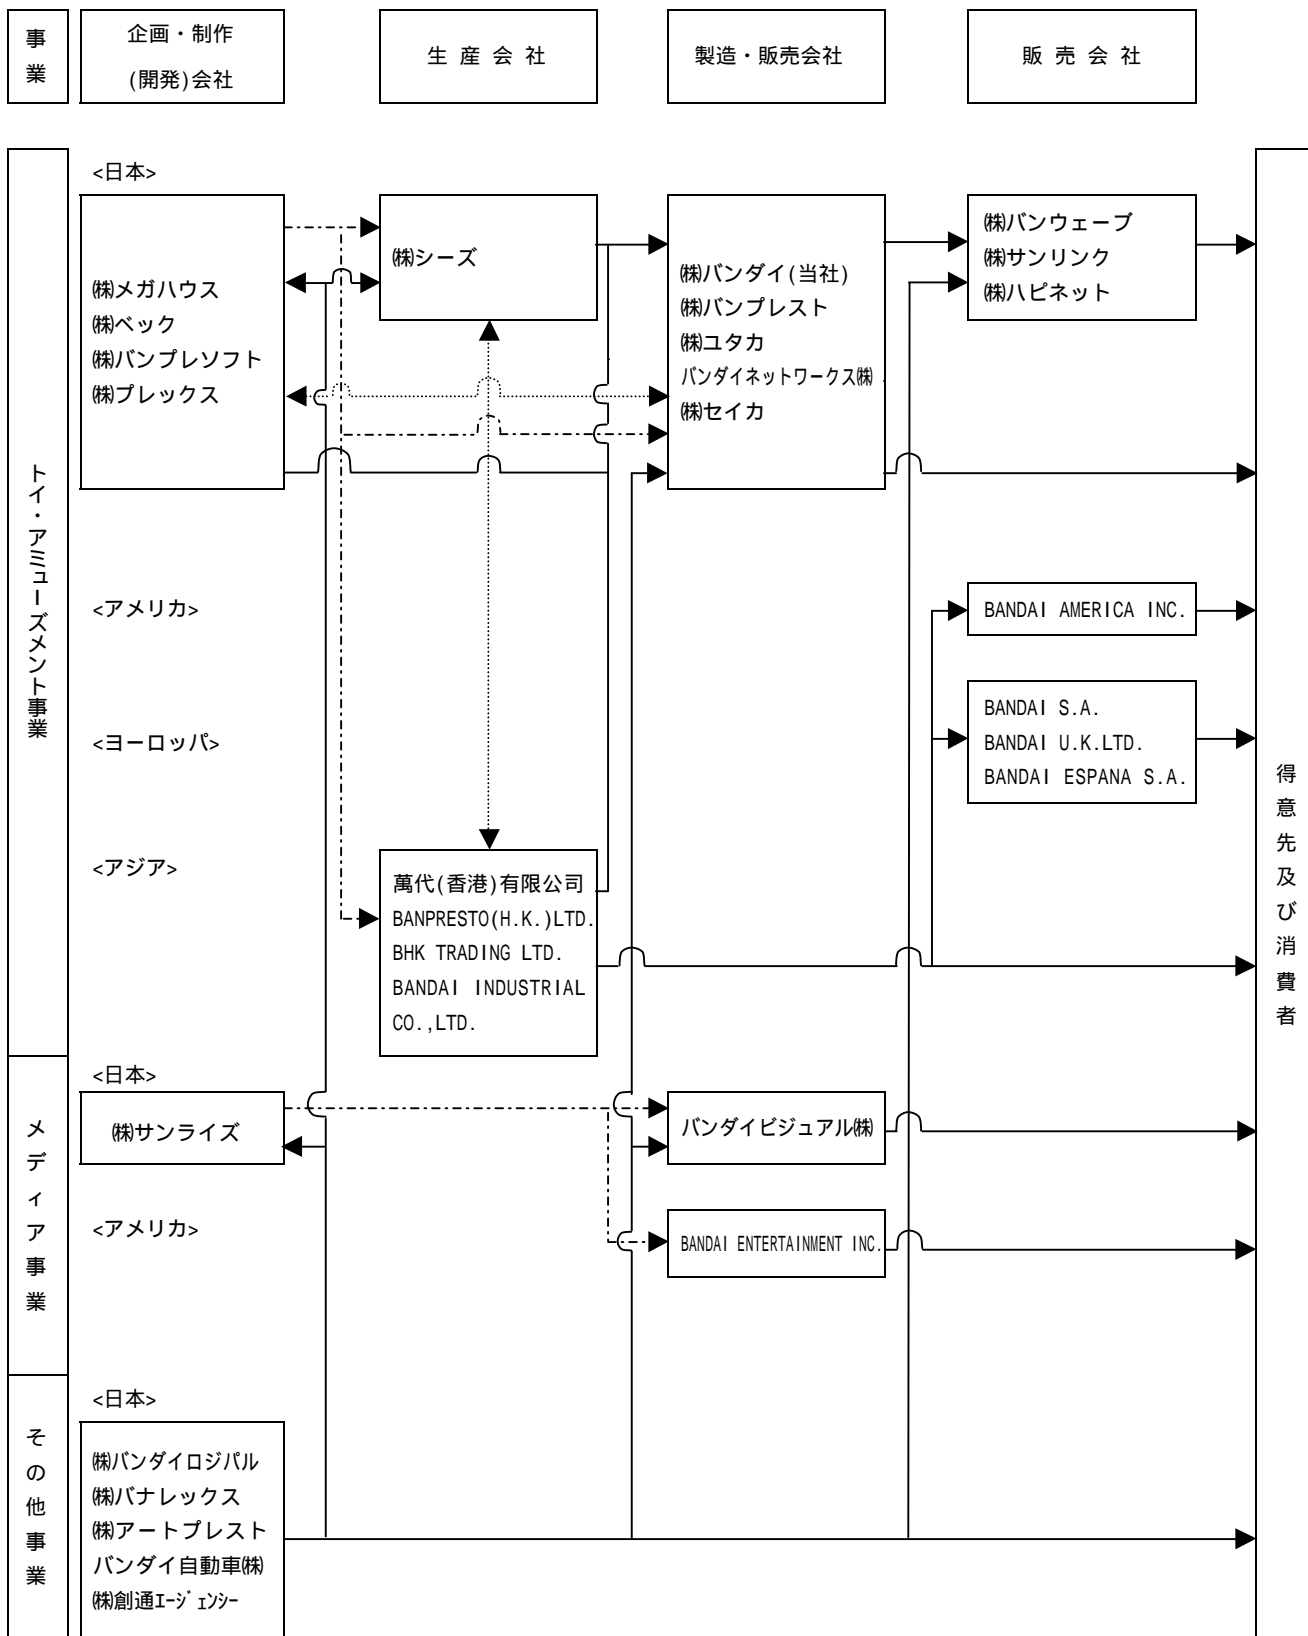 事業
企画・制作
(開発)会社
生産会社
製造・販売会社
販売会社
トイ・アミューズメント事業
<日本>
㈱メガハウス
㈱ベック
㈱バンプレソフト
㈱プレックス
㈱シーズ
㈱バンダイ(当社)
㈱バンプレスト
㈱ユタカ
バンダイネットワークス㈱
㈱セイカ
㈱バンウェーブ
㈱サンリンク
㈱ハピネット
<アメリカ>
BANDAI AMERICA INC.
<ヨーロッパ>
BANDAI S.A.
BANDAI U.K.LTD.
BANDAI ESPANA S.A.
<アジア>
萬代(香港)有限公司
BANPRESTO(H.K.)LTD.
BHK TRADING LTD.
BANDAI INDUSTRIAL
CO.,LTD.
得意先及び消費者
メディア事業
<日本>
㈱サンライズ
バンダイビジュアル㈱
<アメリカ>
BANDAI ENTERTAINMENT INC.
その他事業
<日本>
㈱バンダイロジパル
㈱バナレックス
㈱アートプレスト
バンダイ自動車㈱
㈱創通ｴｰｼﾞｪﾝｼｰ